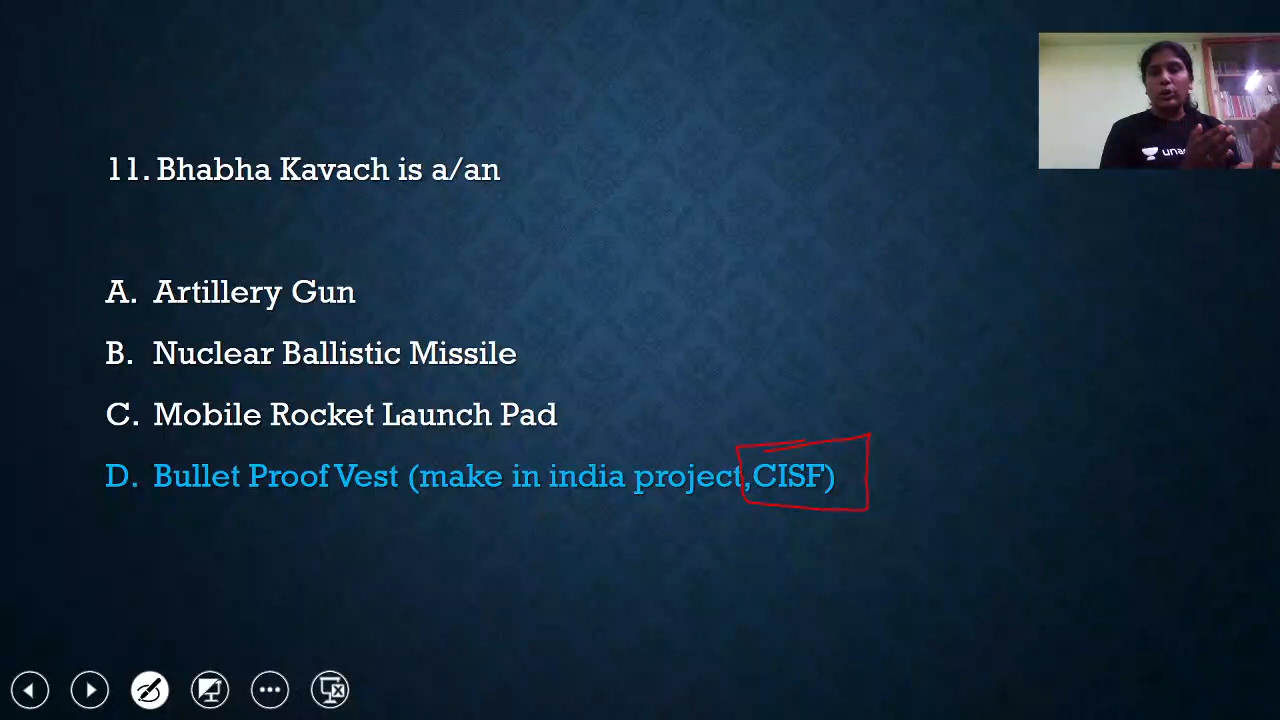 11. Bhabha Kavach is a/an
A. Artillery Gun
B. Nuclear Ballistic Missile
C. Mobile Rocket Launch Pad
D. Bullet Proof Vest (make in india project,CISF)